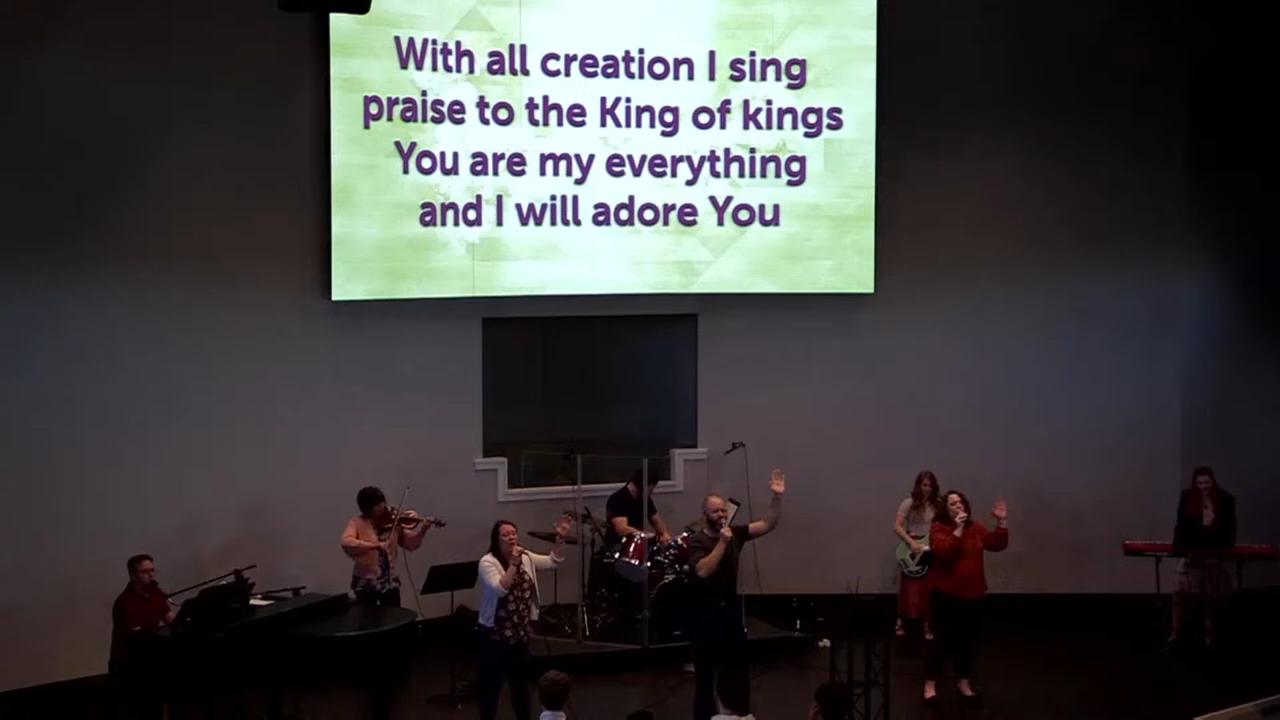 With all creation I sing
praise to the King of kings
You are my everything
and I will adore You